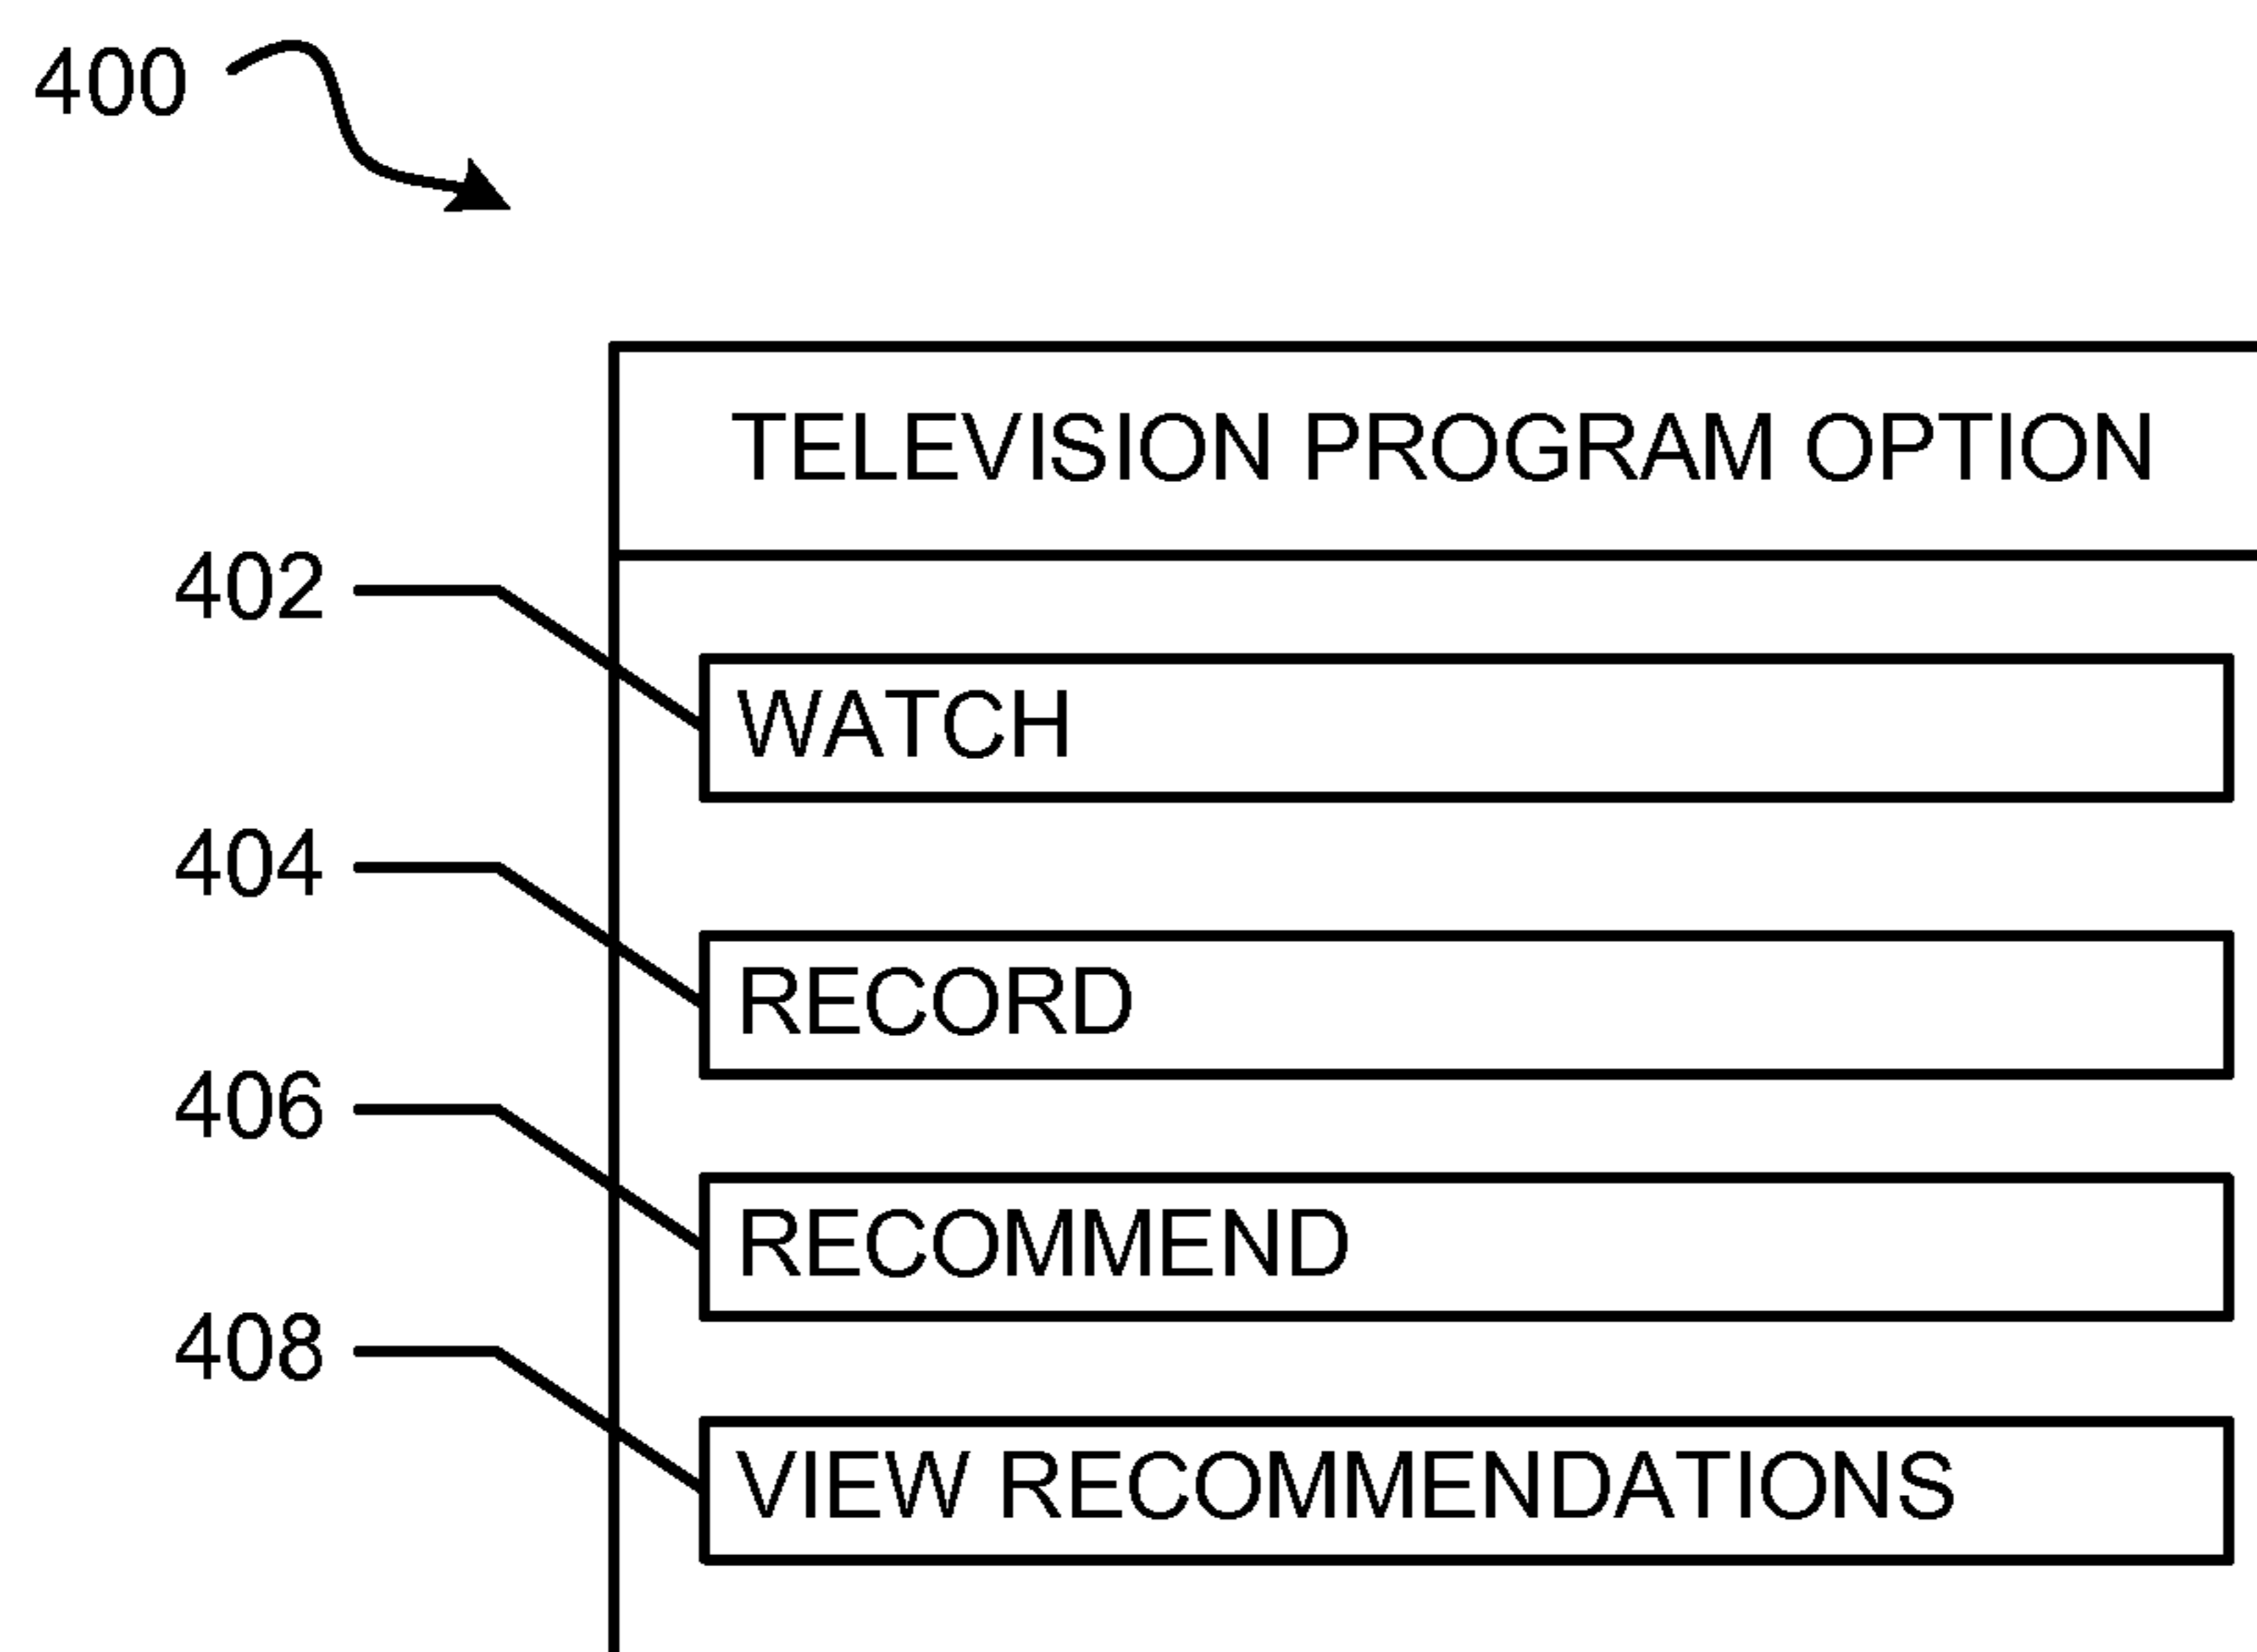 400
TELEVISION PROGRAM OPTION
402
WATCH
404
RECORD
406
RECOMMEND
408
VIEW RECOMMENDATIONS